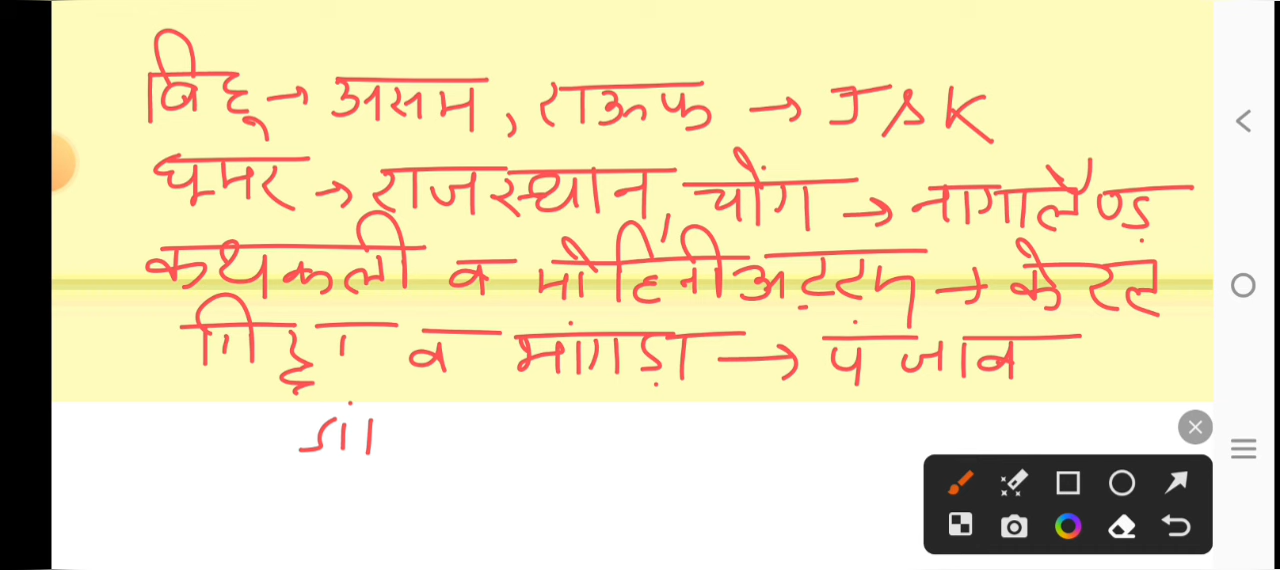 बिहू → असम, राऊफ → J&K
घूमर → राजस्थान, चोंग → नागालैण्ड
कथकली व मोहिनीअट्टम → केरल
गिद्दा व भांगड़ा → पंजाब